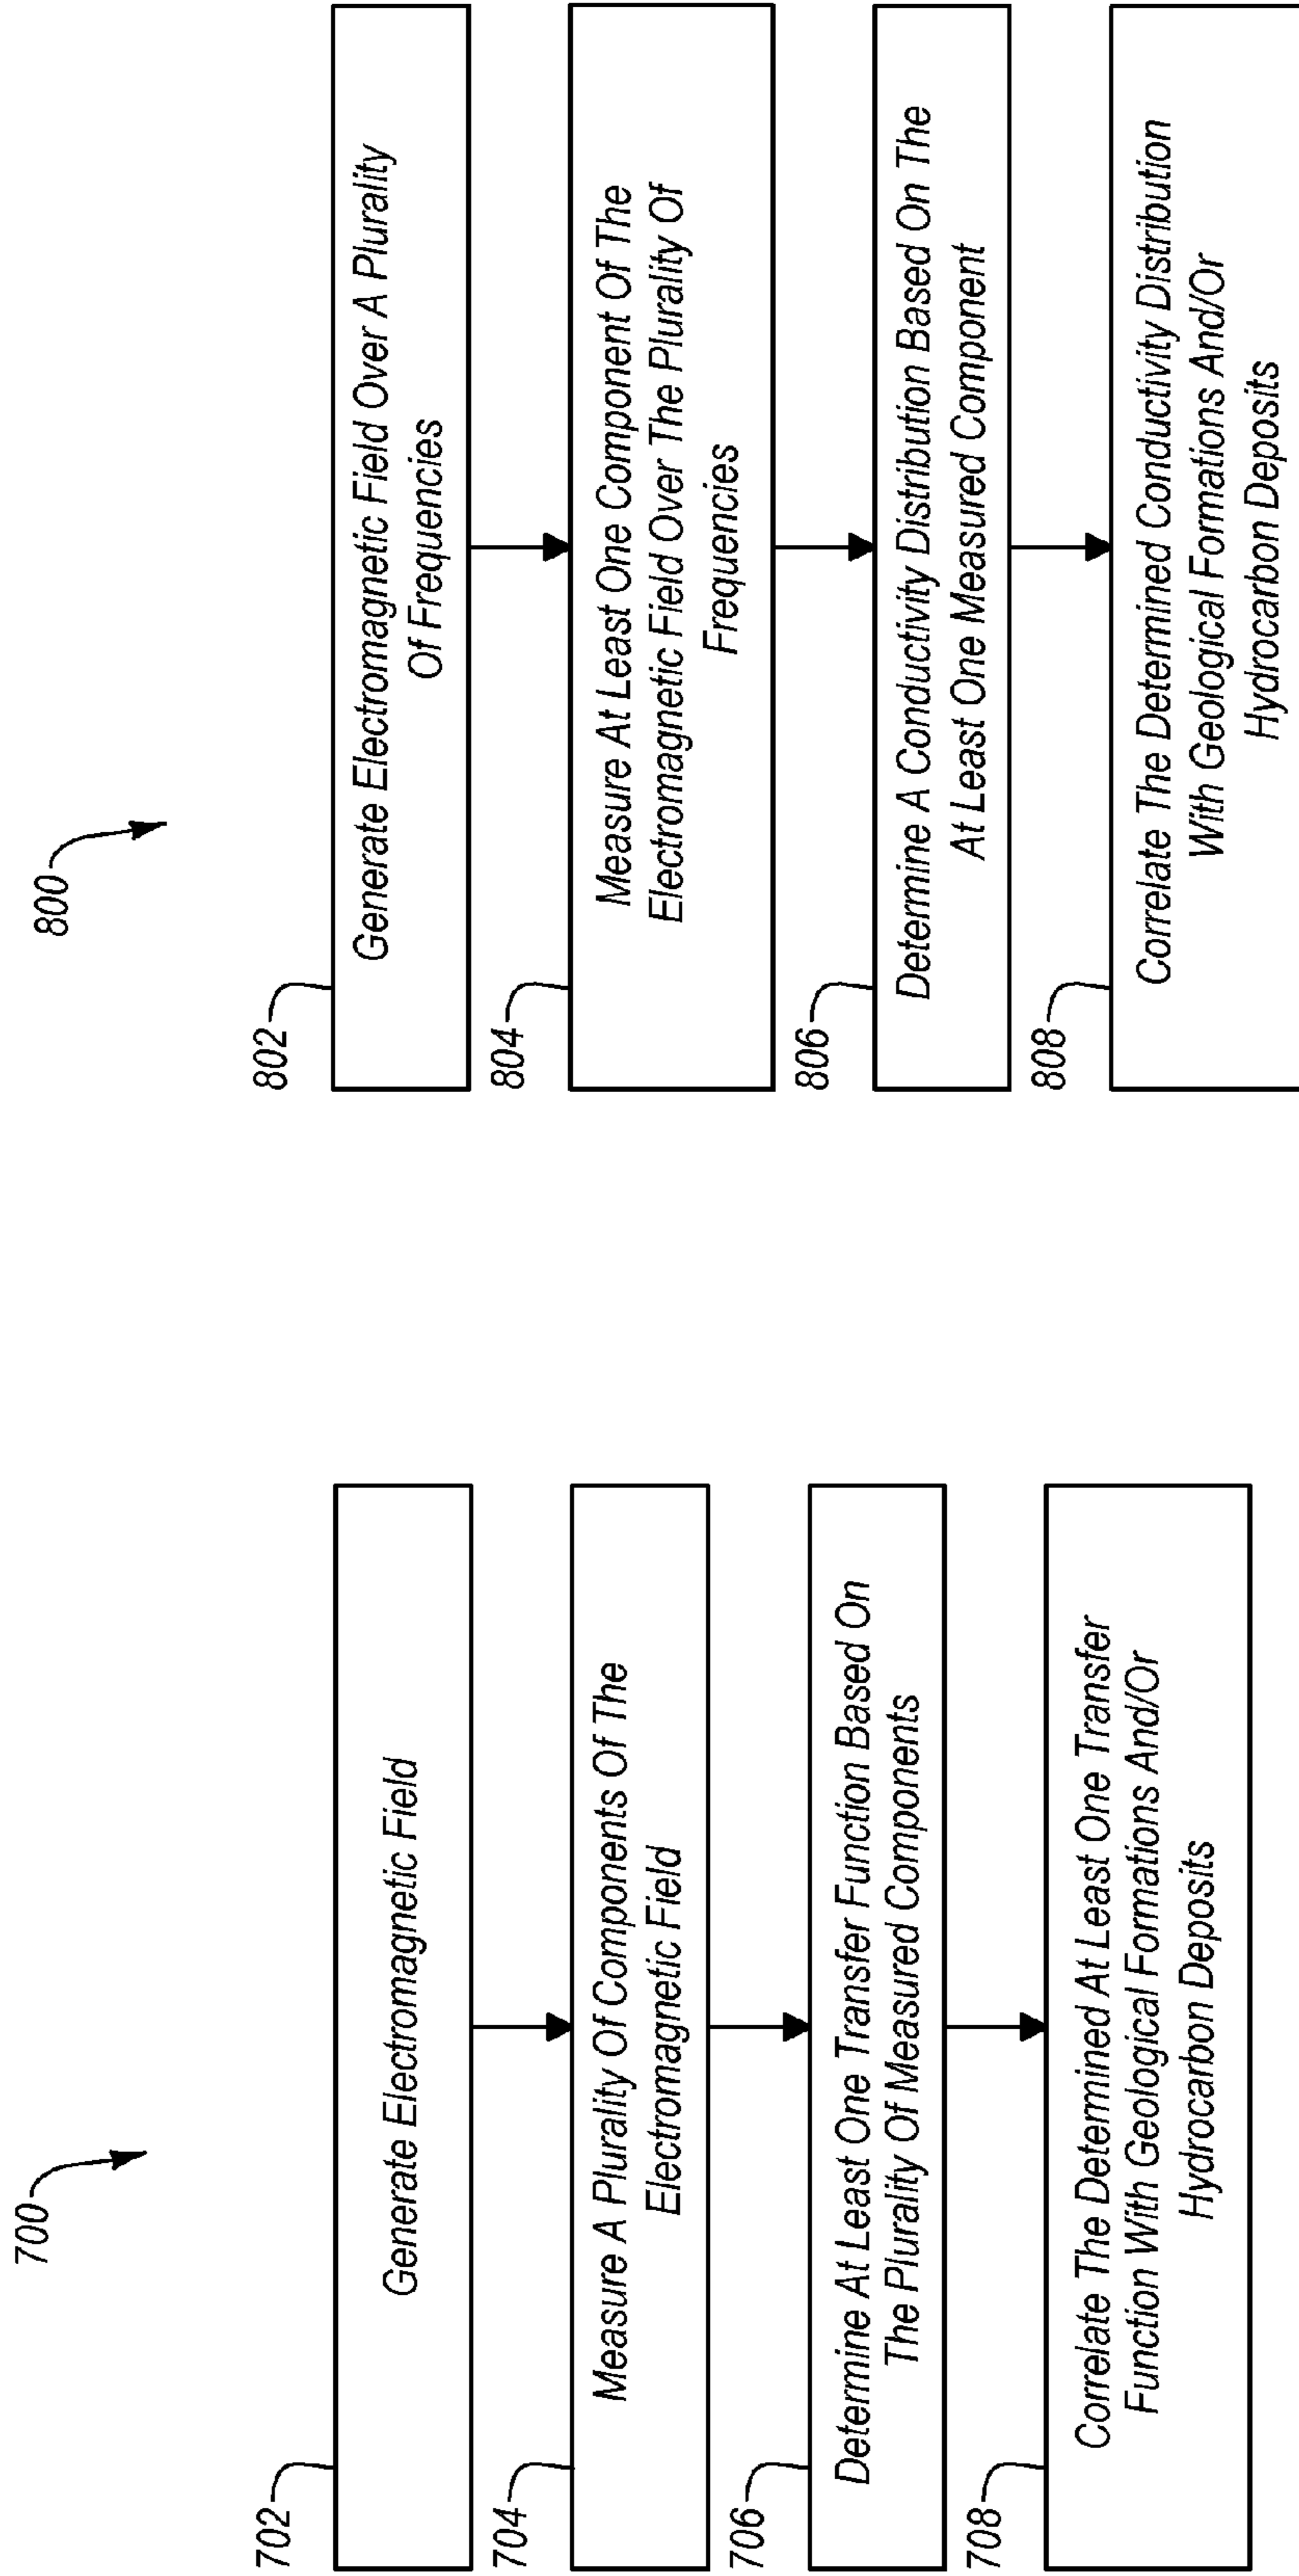 700
702
Generate Electromagnetic Field
704
Measure A Plurality Of Components Of The
Electromagnetic Field
706
Determine At Least One Transfer Function Based On
The Plurality Of Measured Components
708
Correlate The Determined At Least One Transfer
Function With Geological Formations And/Or
Hydrocarbon Deposits
800
802
Generate Electromagnetic Field Over A Plurality
Of Frequencies
804
Measure At Least One Component Of The
Electromagnetic Field Over The Plurality Of
Frequencies
806
Determine A Conductivity Distribution Based On The
At Least One Measured Component
808
Correlate The Determined Conductivity Distribution
With Geological Formations And/Or
Hydrocarbon Deposits